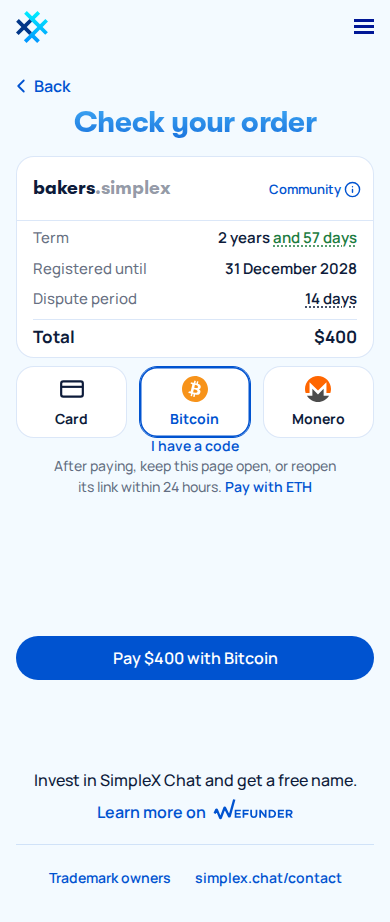 Back
Check your order
bakers.simplex Community
Term 2 years and 57 days
Registered until 31 December 2028
Dispute period 14 days
Total $400
Card Bitcoin Monero
I have a code
After paying, keep this page open, or reopen
its link within 24 hours. Pay with ETH
Pay $400 with Bitcoin
Invest in SimpleX Chat and get a free name.
Learn more on WEFUNDER
Trademark owners simplex.chat/contact